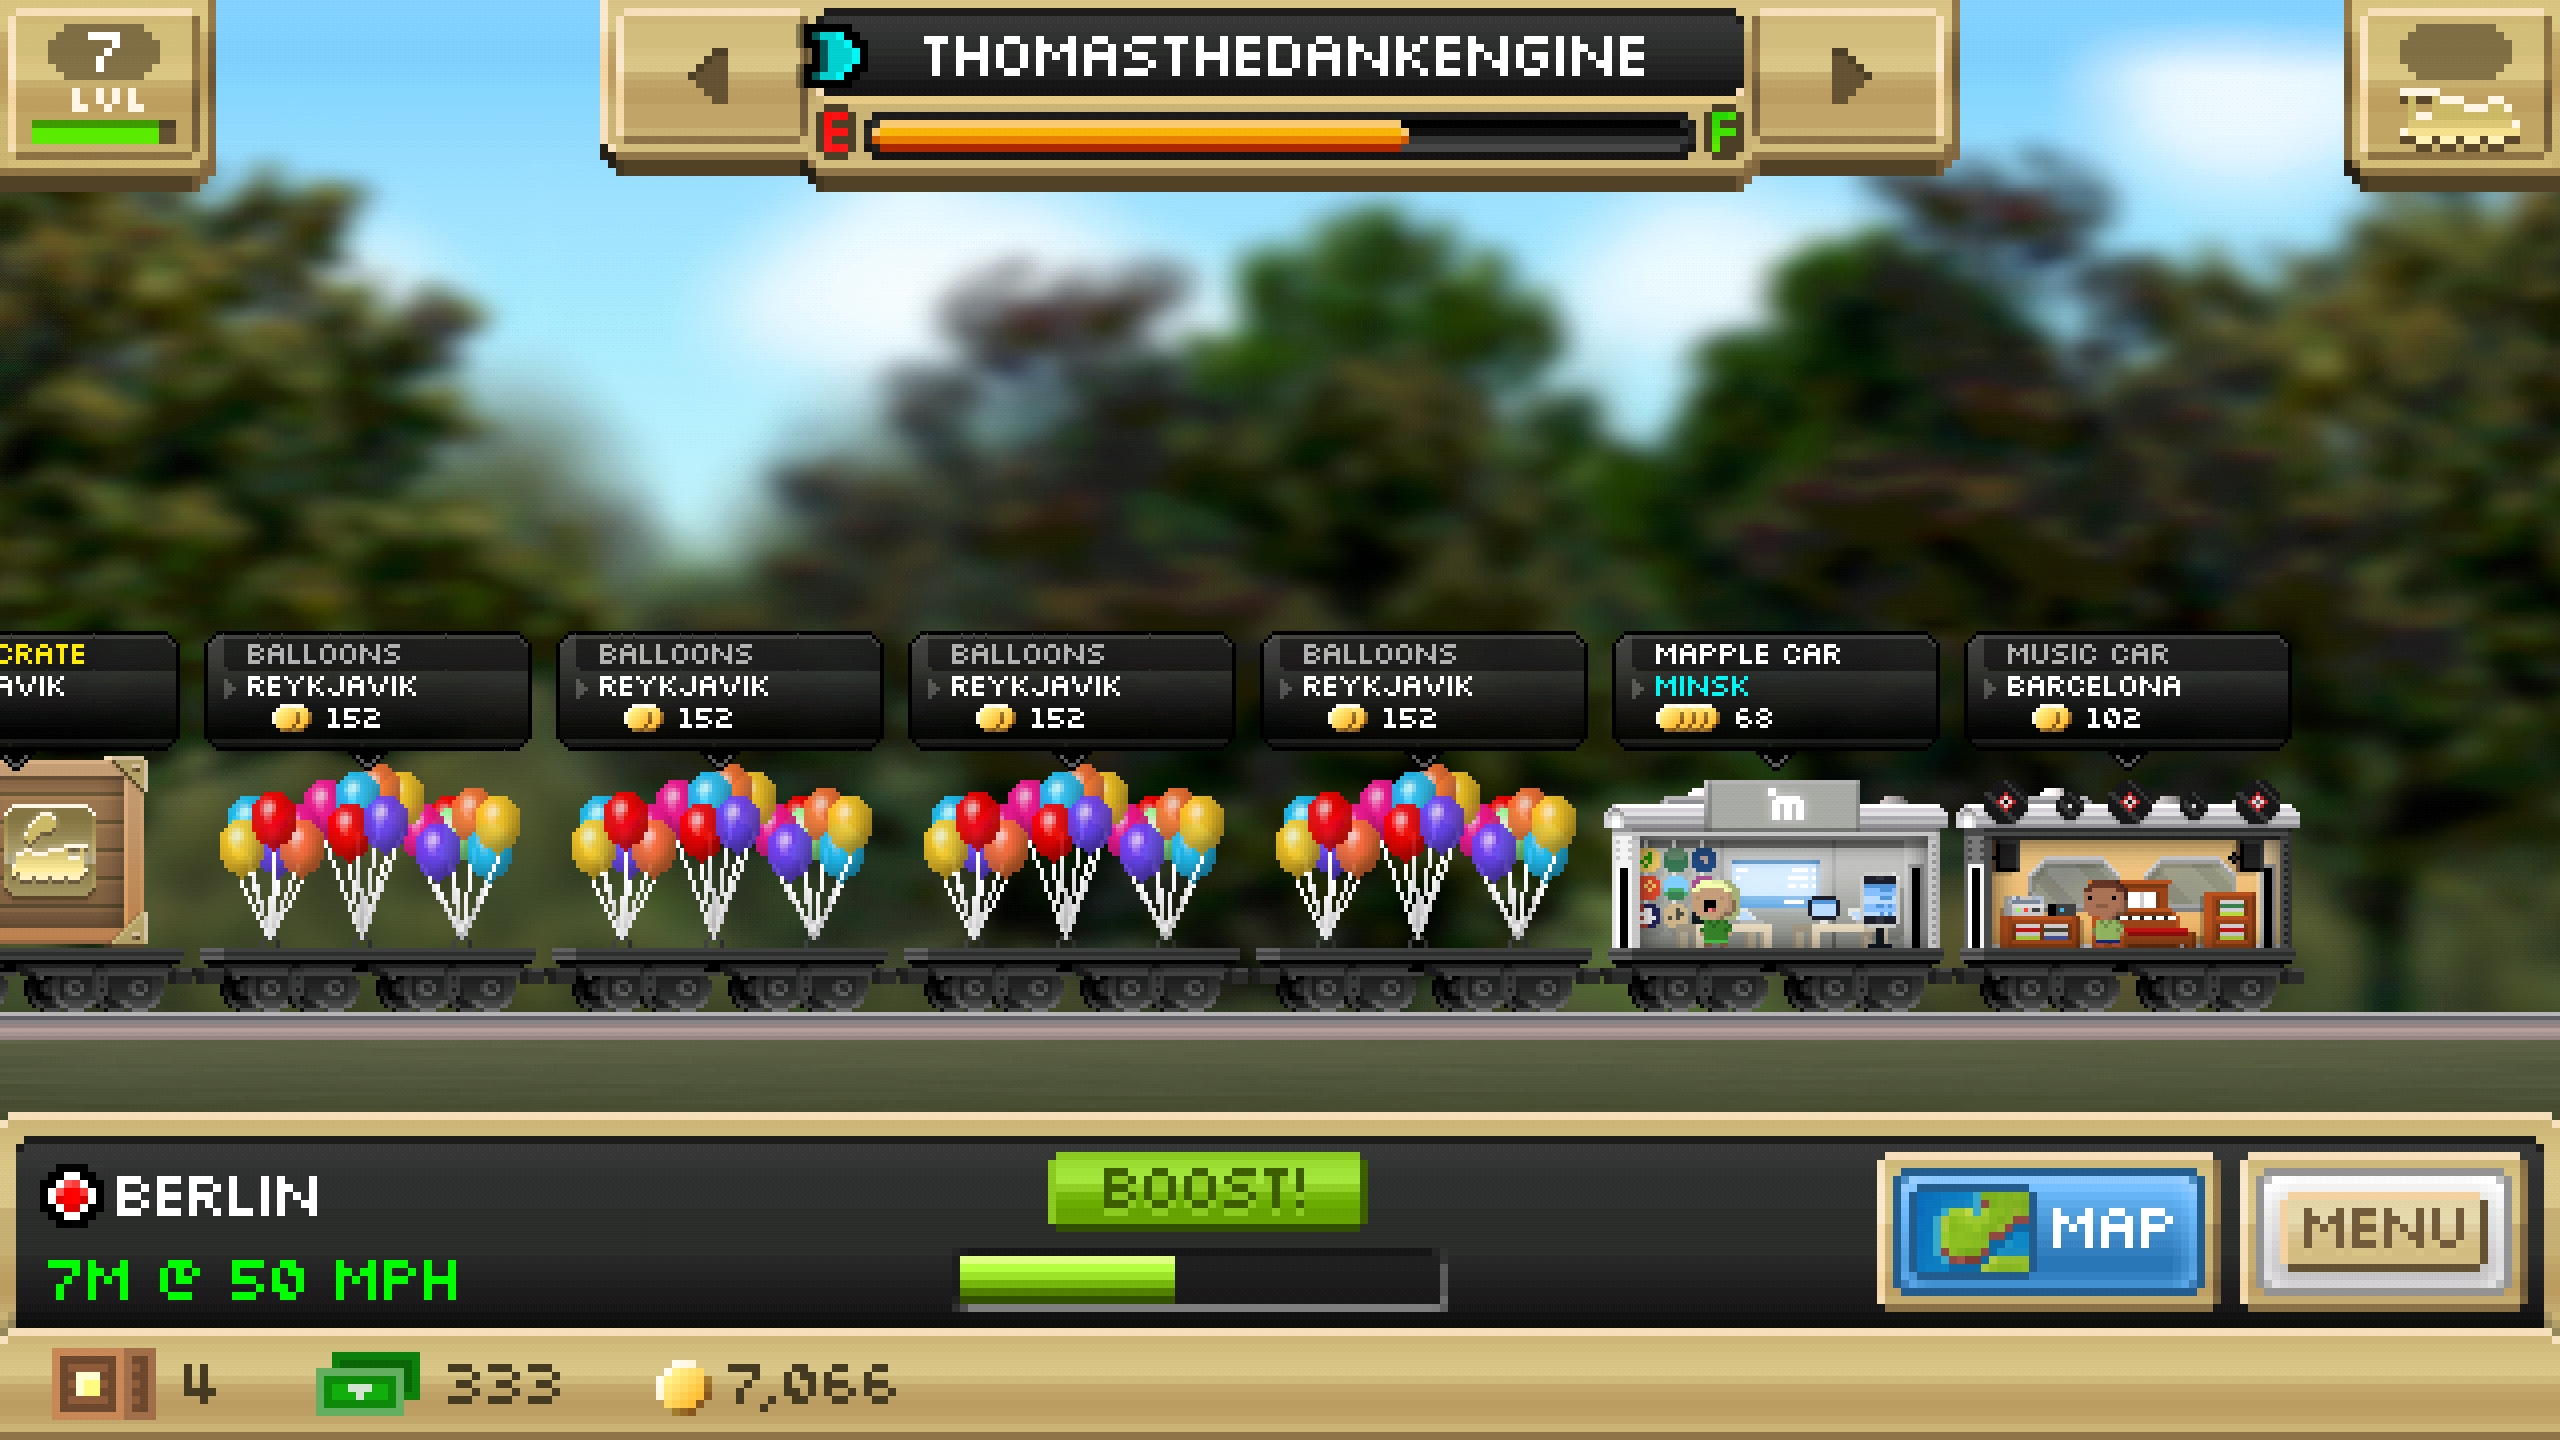 7
LVL
THOMASTHEDANKENGINE
E F
CRATE
AVIK
BALLOONS
REYKJAVIK
152
BALLOONS
REYKJAVIK
152
BALLOONS
REYKJAVIK
152
BALLOONS
REYKJAVIK
152
MAPPLE CAR
MINSK
68
MUSIC CAR
BARCELONA
102
m
BERLIN
7M @ 50 MPH
BOOST!
MAP
MENU
4 333 7,066